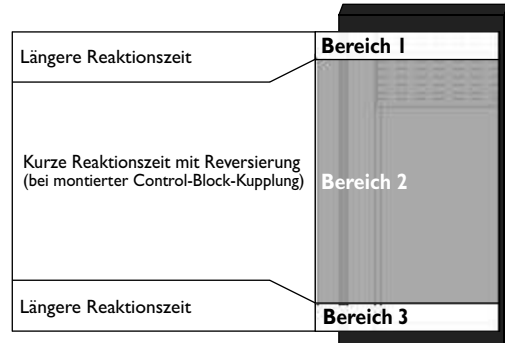 Längere Reaktionszeit
Bereich 1
Kurze Reaktionszeit mit Reversierung
(bei montierter Control-Block-Kupplung)
Bereich 2
Längere Reaktionszeit
Bereich 3